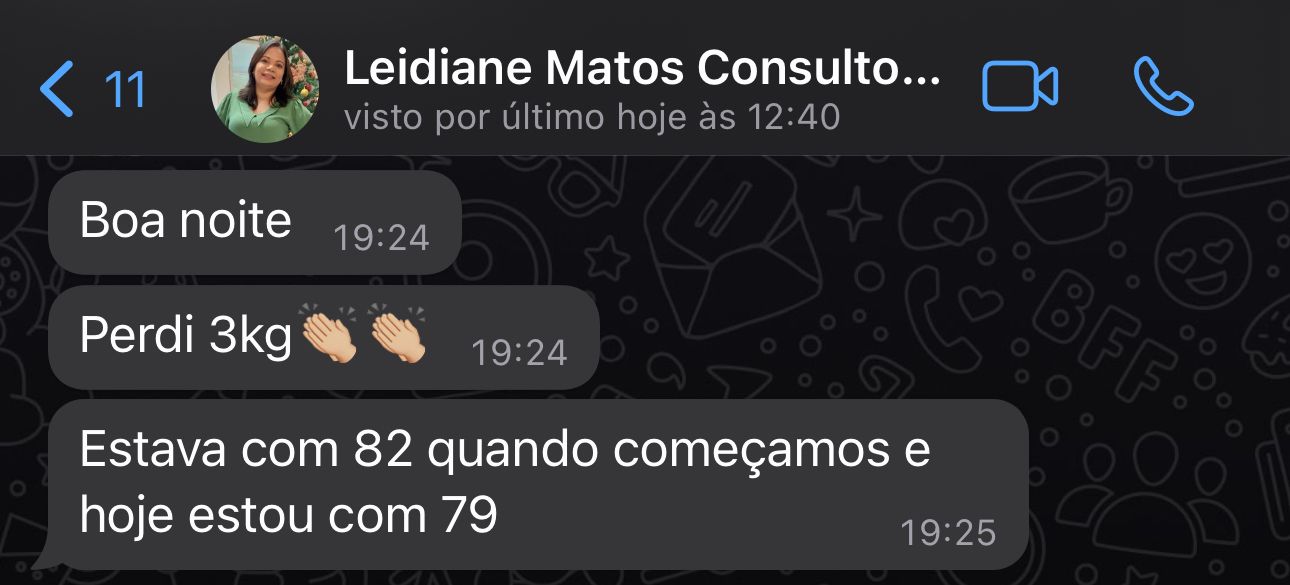 11
Leidiane Matos Consulto...
visto por último hoje às 12:40
Boa noite 19:24
Perdi 3kg👏🏼👏🏼 19:24
Estava com 82 quando começamos e
hoje estou com 79 19:25
BFF